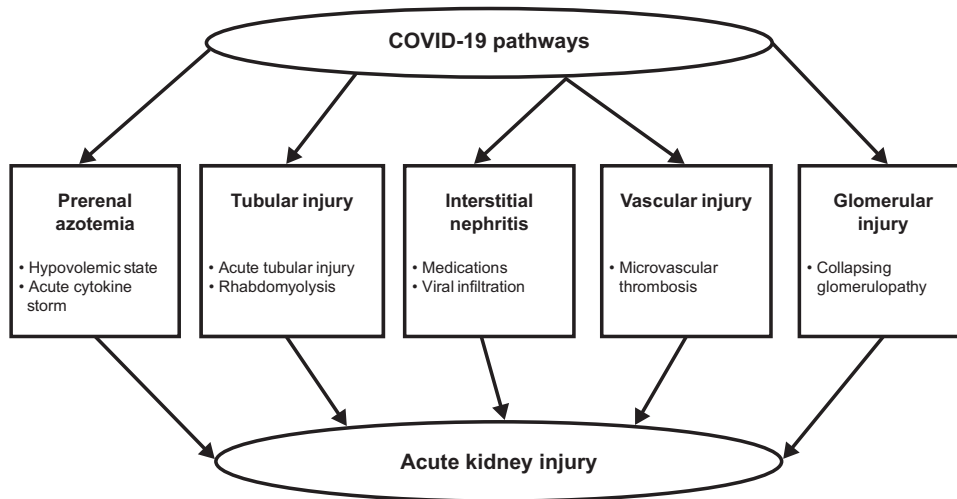 COVID-19 pathways
Prerenal
azotemia
• Hypovolemic state
• Acute cytokine
storm
Tubular injury
• Acute tubular injury
• Rhabdomyolysis
Interstitial
nephritis
• Medications
• Viral infiltration
Vascular injury
• Microvascular
thrombosis
Glomerular
injury
• Collapsing
glomerulopathy
Acute kidney injury